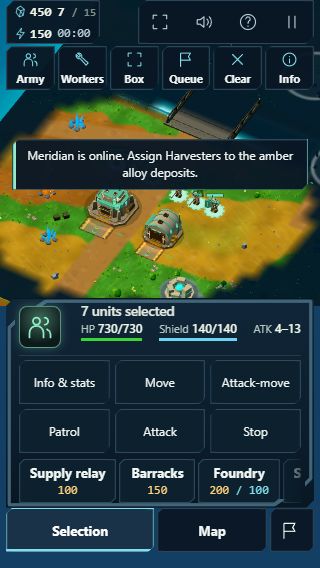 450 7 / 15
150 00:00
Army
Workers
Box
Queue
Clear
Info
Meridian is online. Assign Harvesters to the amber
alloy deposits.
7 units selected
HP 730/730 Shield 140/140 ATK 4–13
Info & stats
Move
Attack-move
Patrol
Attack
Stop
Supply relay
100
Barracks
150
Foundry
200 / 100
S
Selection
Map